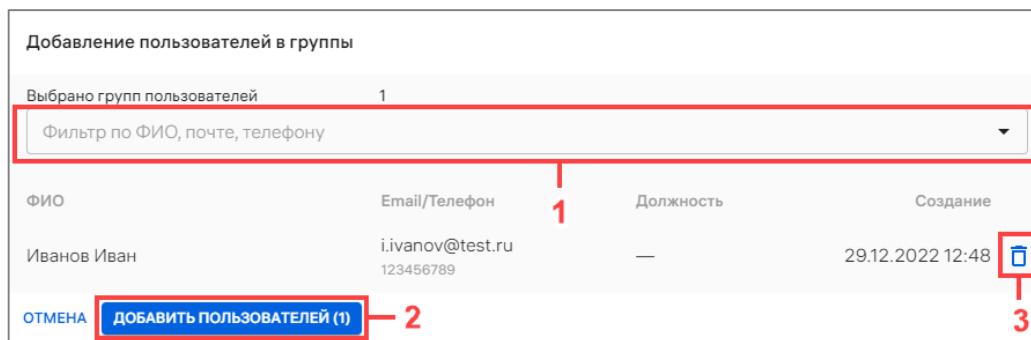 Добавление пользователей в группы
Выбрано групп пользователей 1
Фильтр по ФИО, почте, телефону
1
ФИО Email/Телефон Должность Создание
Иванов Иван i.ivanov@test.ru — 29.12.2022 12:48
123456789
ОТМЕНА ДОБАВИТЬ ПОЛЬЗОВАТЕЛЕЙ (1) 2 3